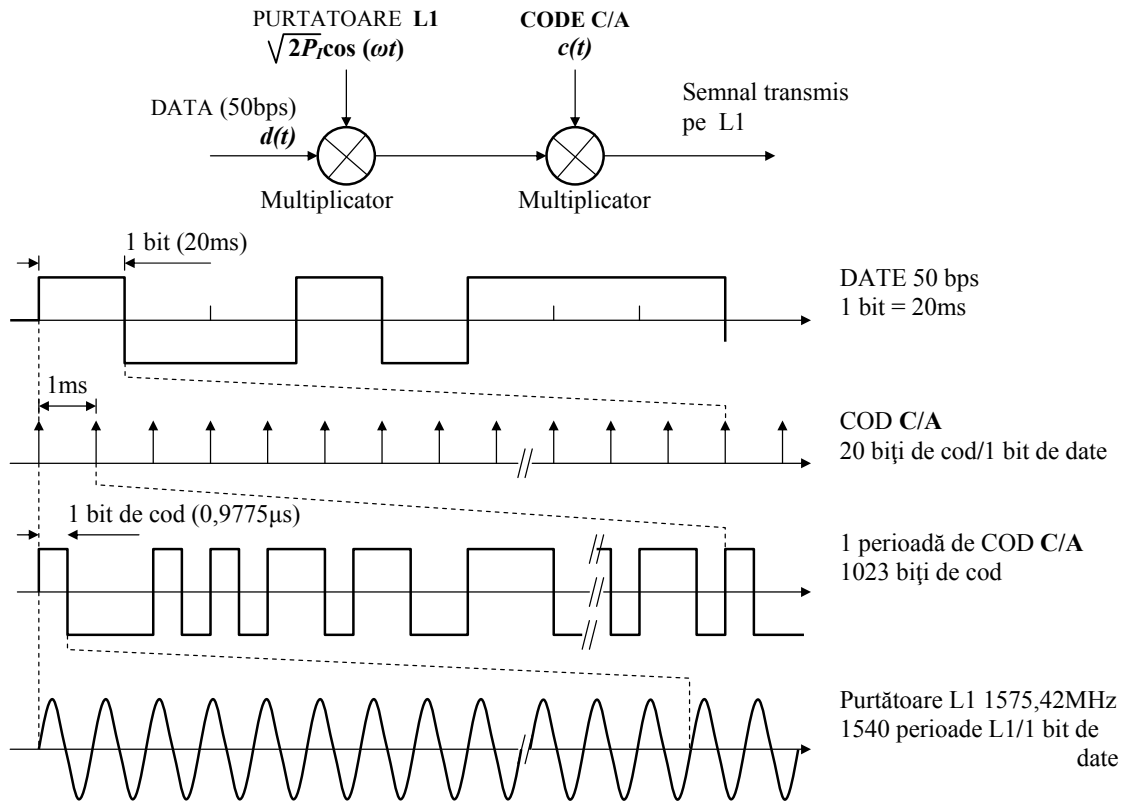 PURTATOARE L1
√2P_I cos (ωt)
CODE C/A
c(t)
DATA (50bps)
d(t)
Semnal transmis
pe L1
Multiplicator
Multiplicator
1 bit (20ms)
DATE 50 bps
1 bit = 20ms
1ms
COD C/A
20 biţi de cod/1 bit de date
1 bit de cod (0,9775μs)
1 perioadă de COD C/A
1023 biţi de cod
Purtătoare L1 1575,42MHz
1540 perioade L1/1 bit de
date